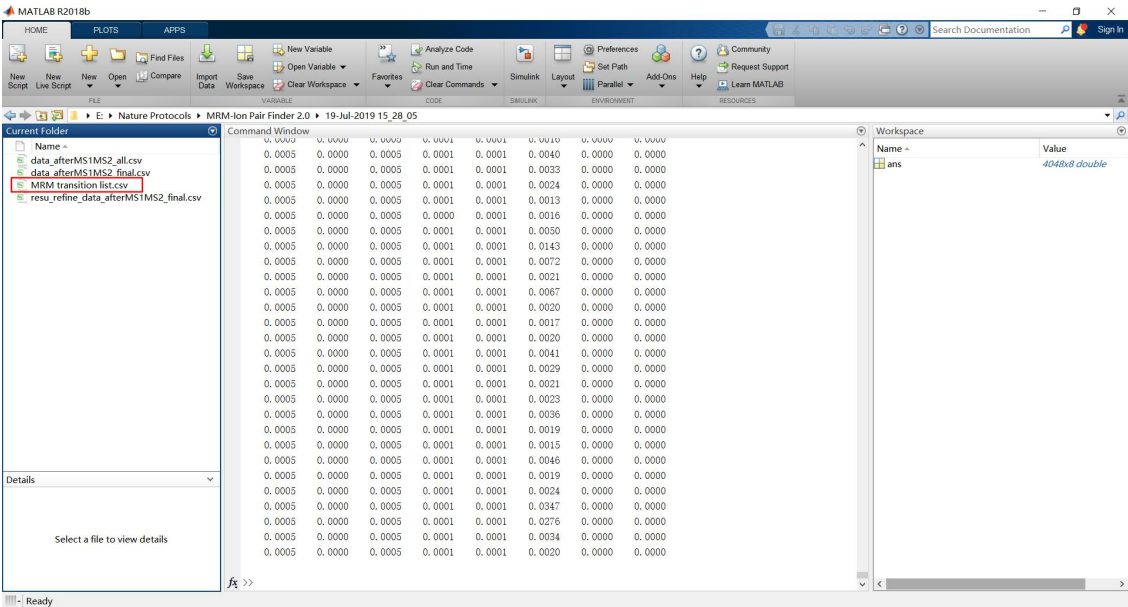 MATLAB R2018b
HOME PLOTS APPS
Search Documentation Sign In
New Script
New Live Script
New
Open
Find Files
Compare
Import Data
Save Workspace
New Variable
Open Variable
Clear Workspace
Favorites
Analyze Code
Run and Time
Clear Commands
Simulink
Layout
Preferences
Set Path
Parallel
Add-Ons
Help
Community
Request Support
Learn MATLAB
FILE VARIABLE CODE SIMULINK ENVIRONMENT RESOURCES
E: Nature Protocols MRM-Ion Pair Finder 2.0 19-Jul-2019 15_28_05
Current Folder
Name
data_afterMS1MS2_all.csv
data_afterMS1MS2_final.csv
MRM transition list.csv
resu_refine_data_afterMS1MS2_final.csv
Details
Select a file to view details
Command Window
0.0005 0.0000 0.0005 0.0001 0.0001 0.0016 0.0000 0.0000
0.0005 0.0000 0.0005 0.0001 0.0001 0.0040 0.0000 0.0000
0.0005 0.0000 0.0005 0.0001 0.0001 0.0033 0.0000 0.0000
0.0005 0.0000 0.0005 0.0001 0.0001 0.0024 0.0000 0.0000
0.0005 0.0000 0.0005 0.0001 0.0001 0.0013 0.0000 0.0000
0.0005 0.0000 0.0005 0.0000 0.0001 0.0016 0.0000 0.0000
0.0005 0.0000 0.0005 0.0001 0.0001 0.0050 0.0000 0.0000
0.0005 0.0000 0.0005 0.0001 0.0001 0.0143 0.0000 0.0000
0.0005 0.0000 0.0005 0.0001 0.0001 0.0072 0.0000 0.0000
0.0005 0.0000 0.0005 0.0001 0.0001 0.0021 0.0000 0.0000
0.0005 0.0000 0.0005 0.0001 0.0001 0.0067 0.0000 0.0000
0.0005 0.0000 0.0005 0.0001 0.0001 0.0020 0.0000 0.0000
0.0005 0.0000 0.0005 0.0001 0.0001 0.0017 0.0000 0.0000
0.0005 0.0000 0.0005 0.0001 0.0001 0.0020 0.0000 0.0000
0.0005 0.0000 0.0005 0.0001 0.0001 0.0041 0.0000 0.0000
0.0005 0.0000 0.0005 0.0001 0.0001 0.0029 0.0000 0.0000
0.0005 0.0000 0.0005 0.0001 0.0001 0.0021 0.0000 0.0000
0.0005 0.0000 0.0005 0.0001 0.0001 0.0023 0.0000 0.0000
0.0005 0.0000 0.0005 0.0001 0.0001 0.0036 0.0000 0.0000
0.0005 0.0000 0.0005 0.0001 0.0001 0.0019 0.0000 0.0000
0.0005 0.0000 0.0005 0.0001 0.0001 0.0015 0.0000 0.0000
0.0005 0.0000 0.0005 0.0001 0.0001 0.0046 0.0000 0.0000
0.0005 0.0000 0.0005 0.0001 0.0001 0.0019 0.0000 0.0000
0.0005 0.0000 0.0005 0.0001 0.0001 0.0024 0.0000 0.0000
0.0005 0.0000 0.0005 0.0001 0.0001 0.0347 0.0000 0.0000
0.0005 0.0000 0.0005 0.0001 0.0001 0.0276 0.0000 0.0000
0.0005 0.0000 0.0005 0.0001 0.0001 0.0034 0.0000 0.0000
0.0005 0.0000 0.0005 0.0001 0.0001 0.0020 0.0000 0.0000
fx >>
Workspace
Name Value
ans 4048x8 double
Ready